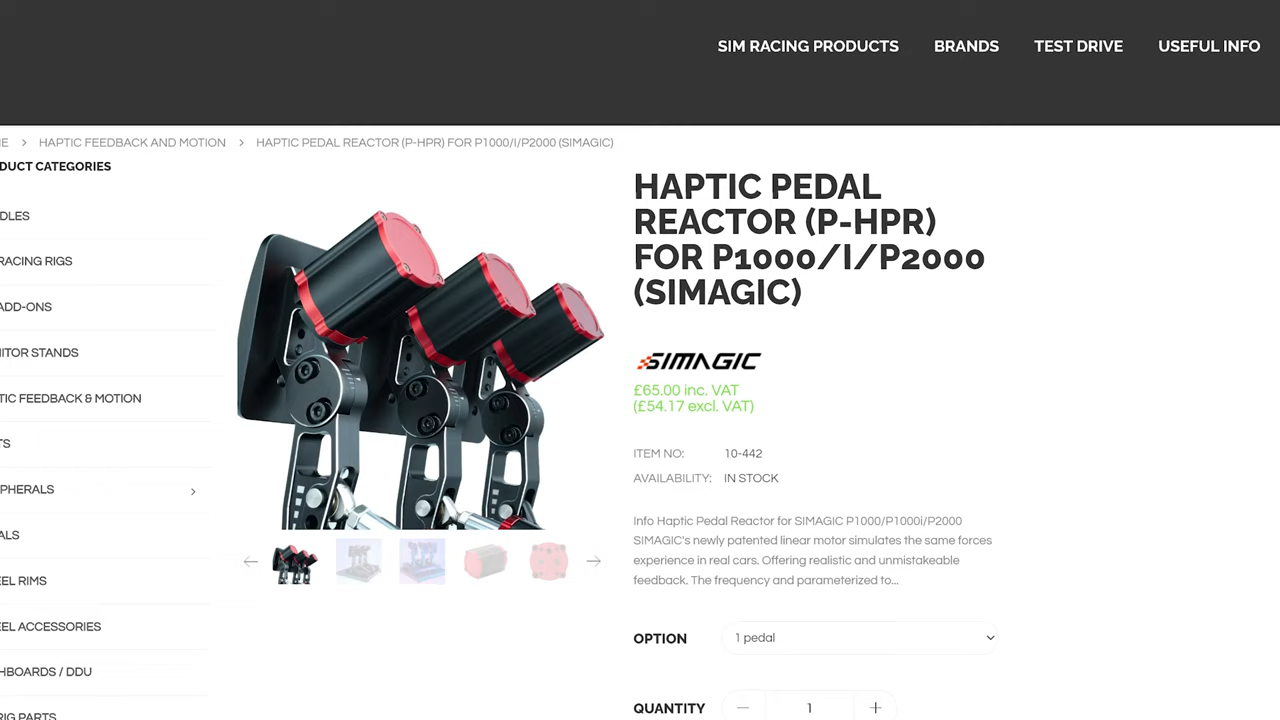 SIM RACING PRODUCTS
BRANDS
TEST DRIVE
USEFUL INFO
HAPTIC FEEDBACK AND MOTION
HAPTIC PEDAL REACTOR (P-HPR) FOR P1000/I/P2000 (SIMAGIC)
DUCT CATEGORIES
DLES
RACING RIGS
ADD-ONS
ITOR STANDS
TIC FEEDBACK & MOTION
TS
PHERALS
ALS
EEL RIMS
EEL ACCESSORIES
HBOARDS / DDU
RIG PARTS
HAPTIC PEDAL
REACTOR (P-HPR)
FOR P1000/I/P2000
(SIMAGIC)
SIMAGIC
£65.00 inc. VAT
(£54.17 excl. VAT)
ITEM NO: 10-442
AVAILABILITY: IN STOCK
Info Haptic Pedal Reactor for SIMAGIC P1000/P1000i/P2000
SIMAGIC's newly patented linear motor simulates the same forces
experience in real cars. Offering realistic and unmistakeable
feedback. The frequency and parameterized to...
OPTION 1 pedal
QUANTITY 1